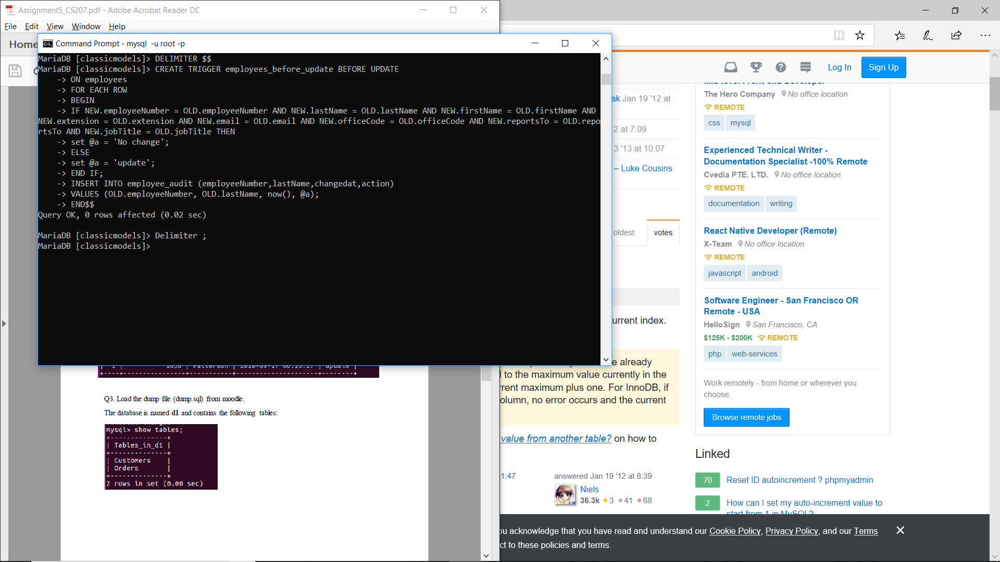 Assignment5_CS207.pdf - Adobe Acrobat Reader DC
File Edit View Window Help
Home
Command Prompt - mysql  -u root -p
MariaDB [classicmodels]> DELIMITER $$
MariaDB [classicmodels]> CREATE TRIGGER employees_before_update BEFORE UPDATE
    -> ON employees
    -> FOR EACH ROW
    -> BEGIN
    -> IF NEW.employeeNumber = OLD.employeeNumber AND NEW.lastName = OLD.lastName AND NEW.firstName = OLD.firstName AND
NEW.extension = OLD.extension AND NEW.email = OLD.email AND NEW.officeCode = OLD.officeCode AND NEW.reportsTo = OLD.repo
rtsTo AND NEW.jobTitle = OLD.jobTitle THEN
    -> set @a = 'No change';
    -> ELSE
    -> set @a = 'update';
    -> END IF;
    -> INSERT INTO employee_audit (employeeNumber,lastName,changedat,action)
    -> VALUES (OLD.employeeNumber, OLD.lastName, now(), @a);
    -> END$$
Query OK, 0 rows affected (0.02 sec)
MariaDB [classicmodels]> Delimiter ;
MariaDB [classicmodels]>
+----+----------------+-----------+---------------------+--------+
Q3. Load the dump file (dump.sql) from moodle.
The database is named d1 and contains the following tables:
mysql> show tables;
+--------------+
| Tables_in_d1 |
+--------------+
| Customers    |
| Orders       |
+--------------+
2 rows in set (0.00 sec)
Log In
Sign Up
ak Jan 19 '12 at
2 at 7:09
3 '13 at 10:07
– Luke Cousins
oldest
votes
urrent index.
e already
l to the maximum value currently in the
rrent maximum plus one. For InnoDB, if
olumn, no error occurs and the current
value from another table? on how to
1:47
answered Jan 19 '12 at 8:39
Niels
36.3k 3 41 68
The Hero Company No office location
REMOTE
css mysql
Experienced Technical Writer -
Documentation Specialist -100% Remote
Cvedia PTE. LTD. No office location
REMOTE
documentation writing
React Native Developer (Remote)
X-Team No office location
REMOTE
javascript android
Software Engineer - San Francisco OR
Remote - USA
HelloSign San Francisco, CA
$125K - $200K REMOTE
php web-services
Work remotely - from home or wherever you
choose.
Browse remote jobs
Linked
70 Reset ID autoincrement ? phpmyadmin
2 How can I set my auto-increment value to
start from 1 in MySQL?
ou acknowledge that you have read and understand our Cookie Policy, Privacy Policy, and our Terms
ct to these policies and terms.